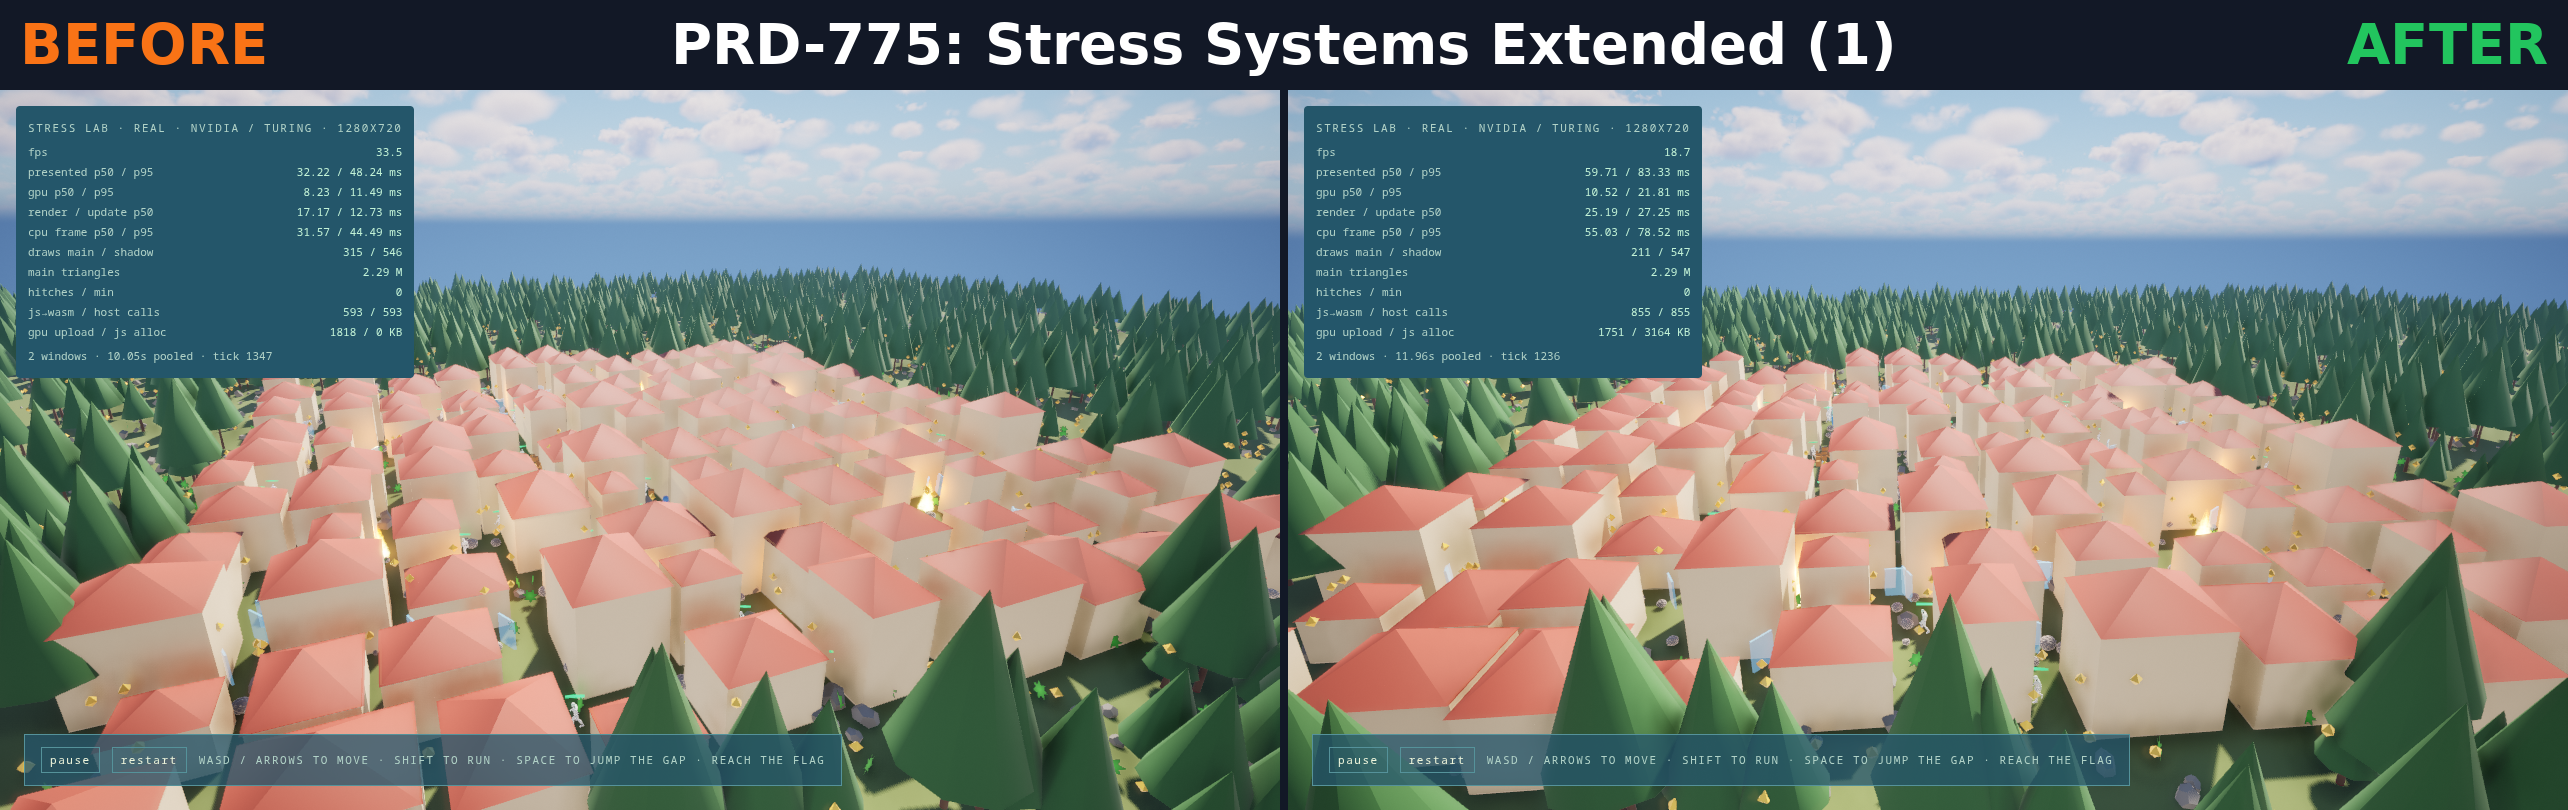 BEFORE
PRD-775: Stress Systems Extended (1)
AFTER
STRESS LAB · REAL · NVIDIA / TURING · 1280X720
fps 33.5
presented p50 / p95 32.22 / 48.24 ms
gpu p50 / p95 8.23 / 11.49 ms
render / update p50 17.17 / 12.73 ms
cpu frame p50 / p95 31.57 / 44.49 ms
draws main / shadow 315 / 546
main triangles 2.29 M
hitches / min 0
js→wasm / host calls 593 / 593
gpu upload / js alloc 1818 / 0 KB
2 windows · 10.05s pooled · tick 1347
pause restart WASD / ARROWS TO MOVE · SHIFT TO RUN · SPACE TO JUMP THE GAP · REACH THE FLAG
STRESS LAB · REAL · NVIDIA / TURING · 1280X720
fps 18.7
presented p50 / p95 59.71 / 83.33 ms
gpu p50 / p95 10.52 / 21.81 ms
render / update p50 25.19 / 27.25 ms
cpu frame p50 / p95 55.03 / 78.52 ms
draws main / shadow 211 / 547
main triangles 2.29 M
hitches / min 0
js→wasm / host calls 855 / 855
gpu upload / js alloc 1751 / 3164 KB
2 windows · 11.96s pooled · tick 1236
pause restart WASD / ARROWS TO MOVE · SHIFT TO RUN · SPACE TO JUMP THE GAP · REACH THE FLAG